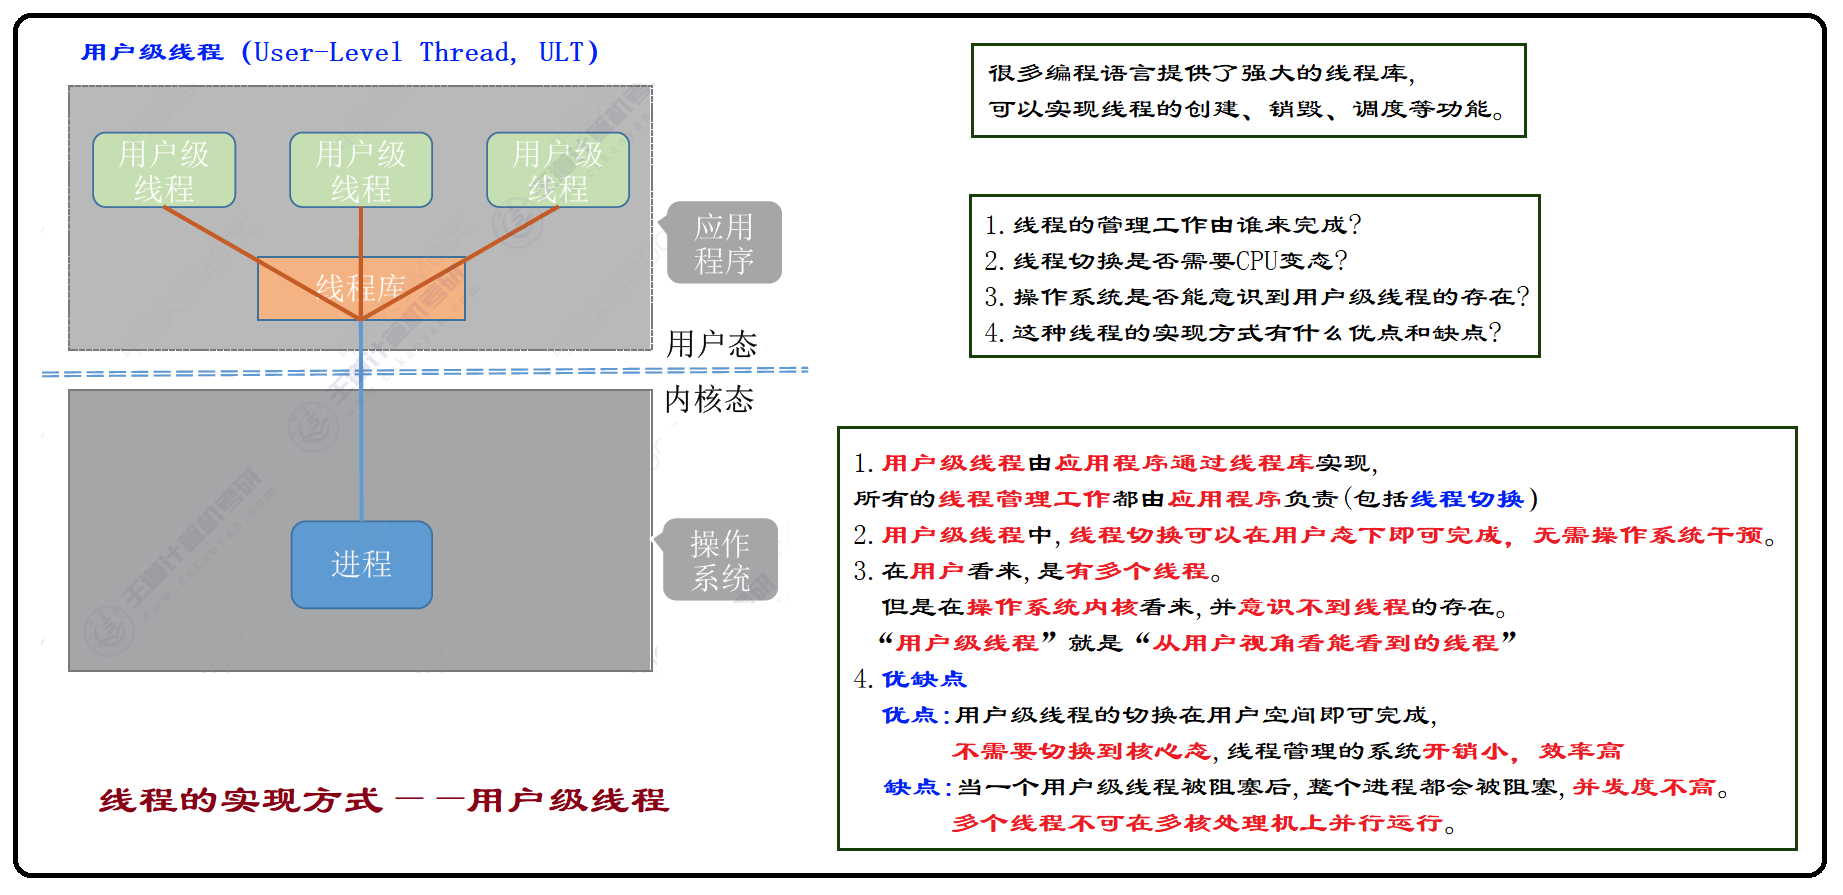 用户级线程 (User-Level Thread, ULT)
用户级
线程
用户级
线程
用户级
线程
线程库
应用
程序
用户态
内核态
进程
操作
系统
线程的实现方式——用户级线程
很多编程语言提供了强大的线程库,
可以实现线程的创建、销毁、调度等功能。
1. 线程的管理工作由谁来完成?
2. 线程切换是否需要CPU变态?
3. 操作系统是否能意识到用户级线程的存在?
4. 这种线程的实现方式有什么优点和缺点?
1. 用户级线程由应用程序通过线程库实现,
所有的线程管理工作都由应用程序负责(包括线程切换)
2. 用户级线程中, 线程切换可以在用户态下即可完成，无需操作系统干预。
3. 在用户看来, 是有多个线程。
但是在操作系统内核看来, 并意识不到线程的存在。
“用户级线程”就是“从用户视角看能看到的线程”
4. 优缺点
优点:用户级线程的切换在用户空间即可完成,
不需要切换到核心态, 线程管理的系统开销小，效率高
缺点:当一个用户级线程被阻塞后, 整个进程都会被阻塞, 并发度不高。
多个线程不可在多核处理机上并行运行。
王道计算机考研
www.cskaoyan.com